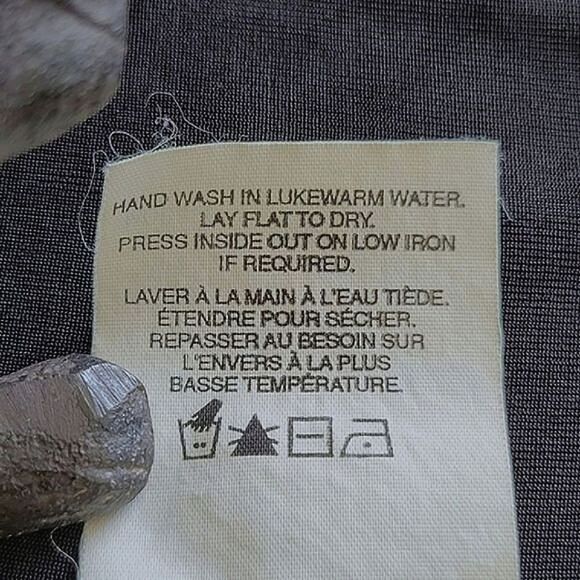 HAND WASH IN LUKEWARM WATER.
LAY FLAT TO DRY.
PRESS INSIDE OUT ON LOW IRON
IF REQUIRED.
LAVER À LA MAIN À L'EAU TIÈDE.
ÉTENDRE POUR SÉCHER.
REPASSER AU BESOIN SUR
L'ENVERS À LA PLUS
BASSE TEMPÉRATURE.